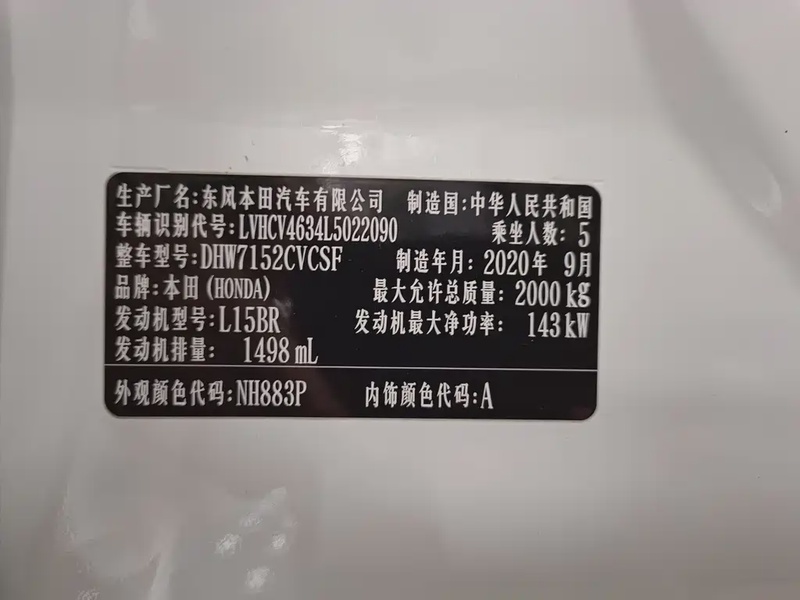 生产厂名:东风本田汽车有限公司 制造国:中华人民共和国
车辆识别代号:LVHCV4634L5022090 乘坐人数: 5
整车型号:DHW7152CVCSF 制造年月: 2020年 9月
品牌:本田(HONDA) 最大允许总质量: 2000kg
发动机型号:L15BR 发动机最大净功率: 143kW
发动机排量: 1498mL
外观颜色代码:NH883P 内饰颜色代码:A